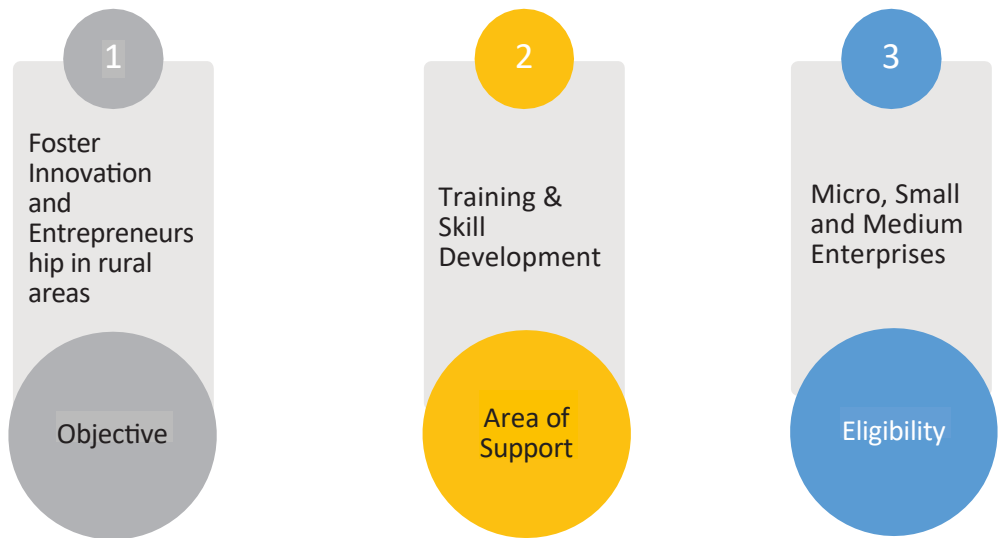 1
Foster
Innovation
and
Entrepreneurs
hip in rural
areas
Objective
2
Training &
Skill
Development
Area of
Support
3
Micro, Small
and Medium
Enterprises
Eligibility